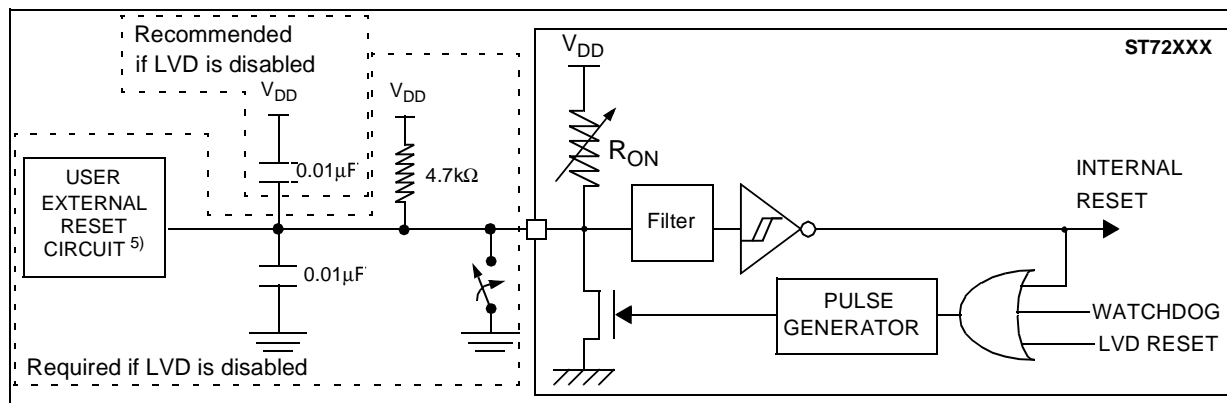 Recommended
if LVD is disabled
VDD
0.01μF
VDD
4.7kΩ
USER
EXTERNAL
RESET
CIRCUIT 5)
0.01μF
Required if LVD is disabled
ST72XXX
VDD
RON
Filter
INTERNAL
RESET
PULSE
GENERATOR
WATCHDOG
LVD RESET